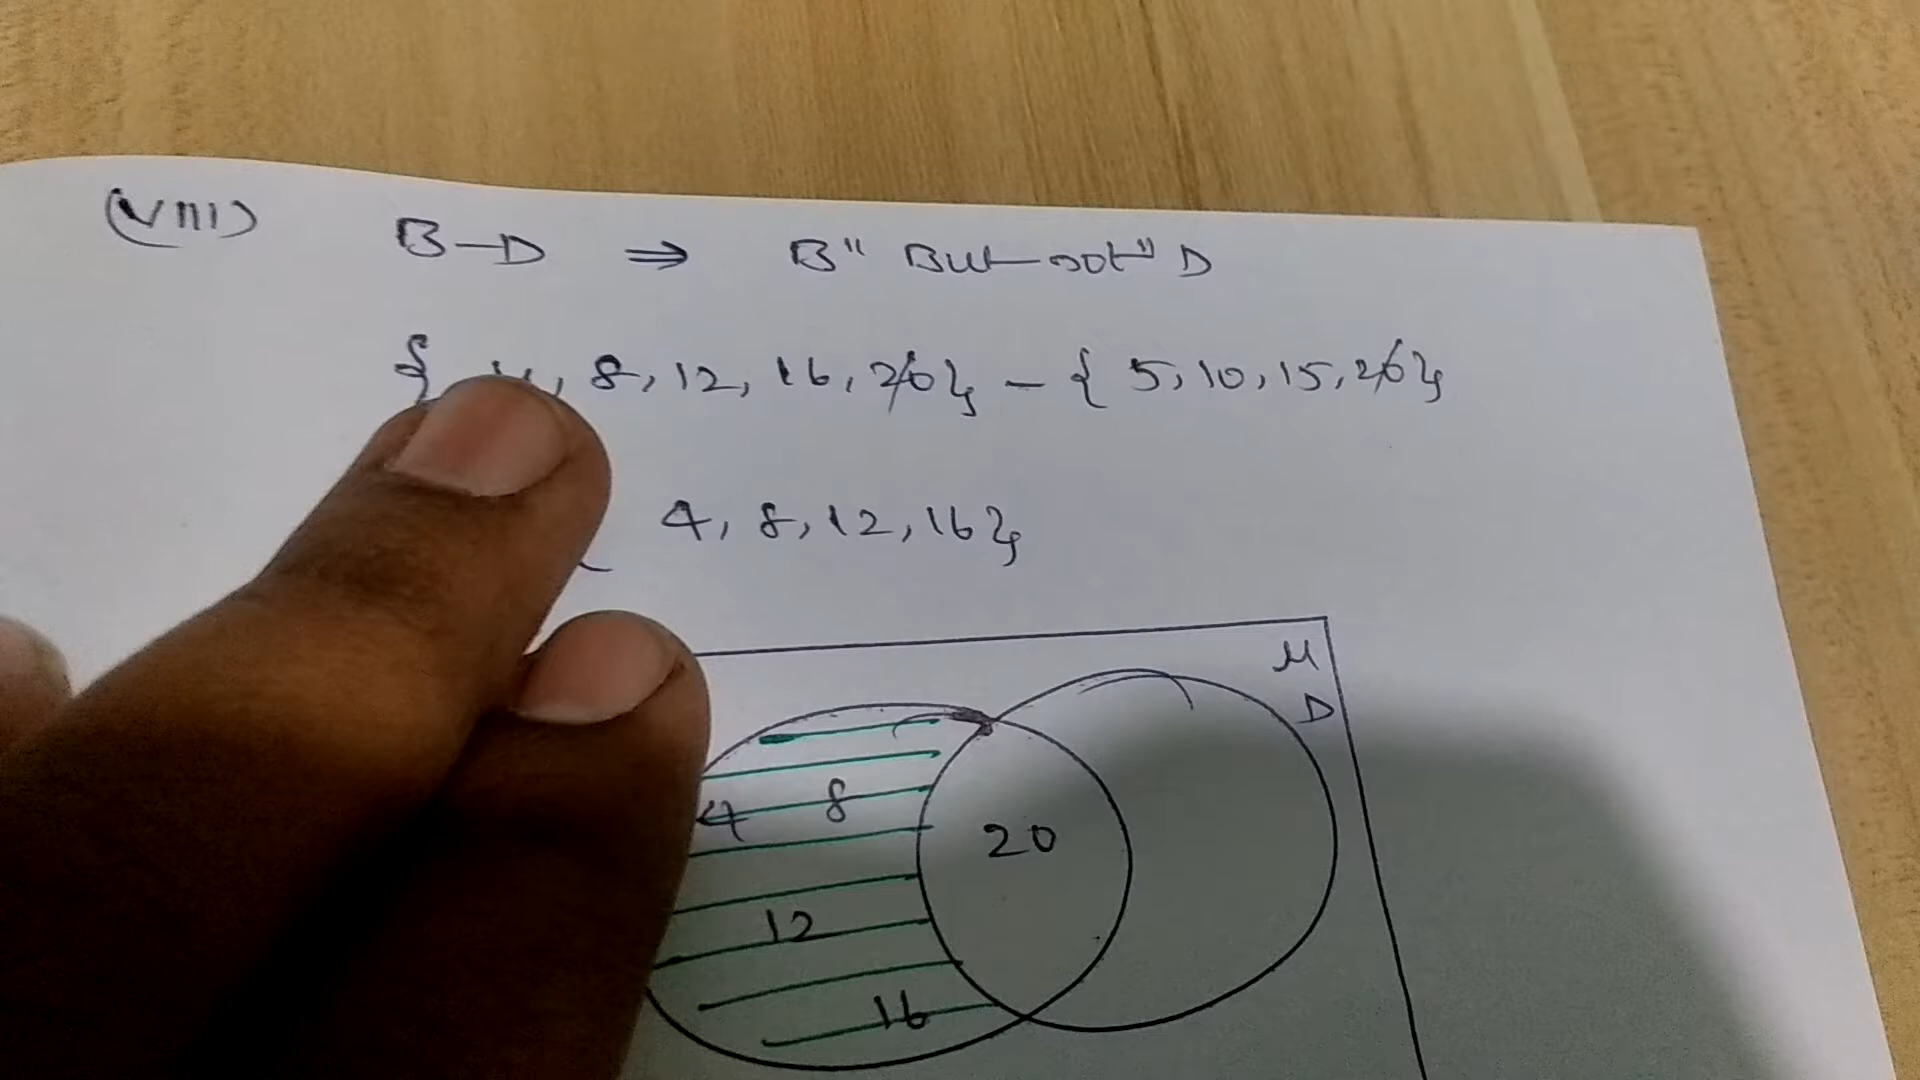 (VIII) B-D ⇒ B "But not" D
{ 4, 8, 12, 16, 20} - { 5, 10, 15, 20}
4, 8, 12, 16}
μ
D
4 8
20
12
16